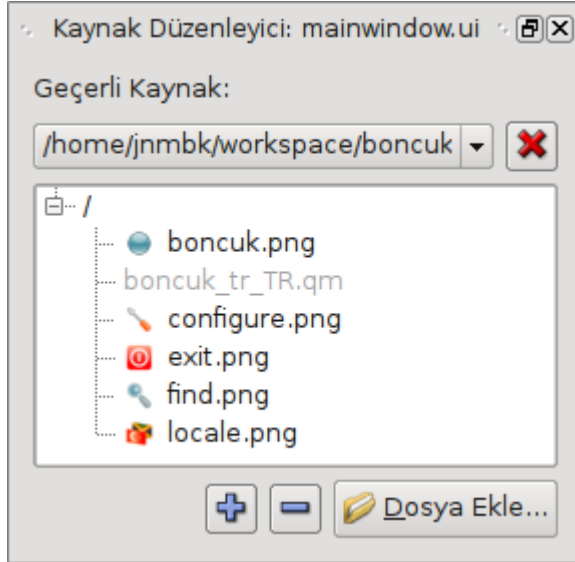 Kaynak Düzenleyici: mainwindow.ui
Geçerli Kaynak:
/home/jnmbk/workspace/boncuk
/
boncuk.png
boncuk_tr_TR.qm
configure.png
exit.png
find.png
locale.png
Dosya Ekle...